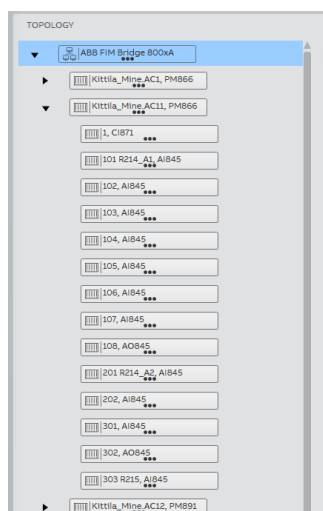 TOPOLOGY
ABB FIM Bridge 800xA
Kittila_Mine.AC1, PM866
Kittila_Mine.AC11, PM866
1, CI871
101 R214_A1, AI845
102, AI845
103, AI845
104, AI845
105, AI845
106, AI845
107, AI845
108, AO845
201 R214_A2, AI845
202, AI845
301, AI845
302, AO845
303 R215, AI845
Kittila_Mine.AC12, PM891